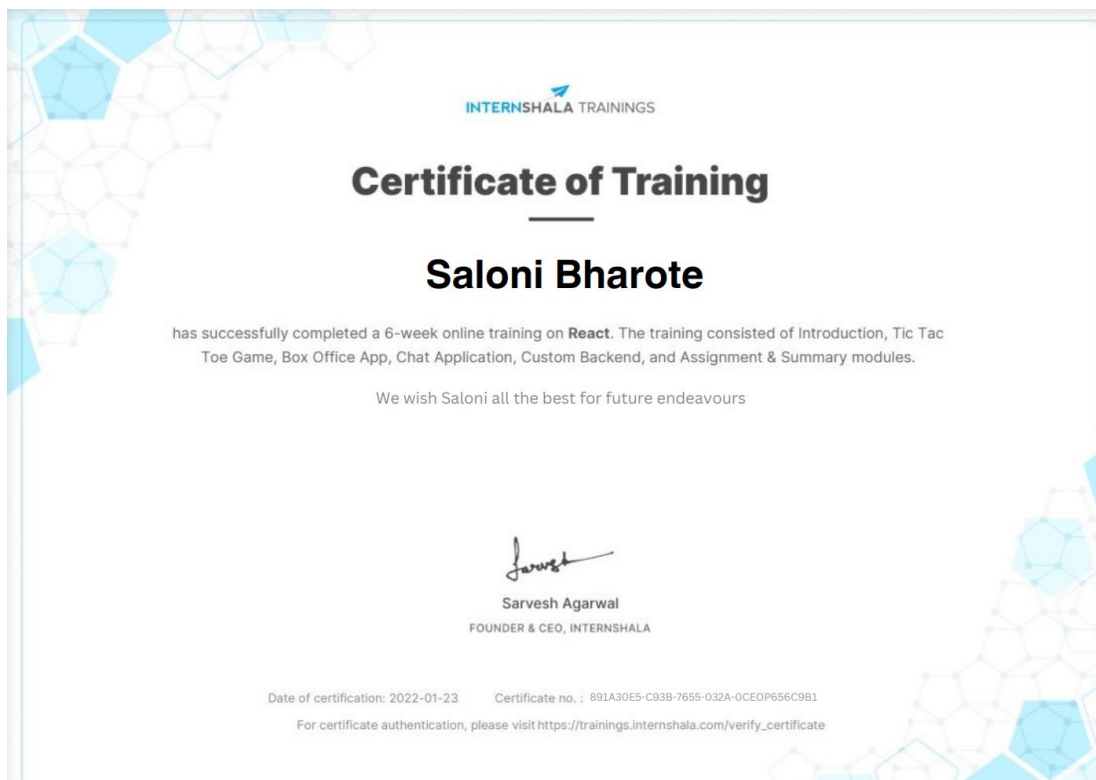 INTERNSHALA TRAININGS
Certificate of Training
Saloni Bharote
has successfully completed a 6-week online training on React. The training consisted of Introduction, Tic Tac
Toe Game, Box Office App, Chat Application, Custom Backend, and Assignment & Summary modules.
We wish Saloni all the best for future endeavours
Sarvesh
Sarvesh Agarwal
FOUNDER & CEO, INTERNSHALA
Date of certification: 2022-01-23 Certificate no. : 891A30E5-C93B-7655-032A-0CEOP656C9B1
For certificate authentication, please visit https://trainings.internshala.com/verify_certificate